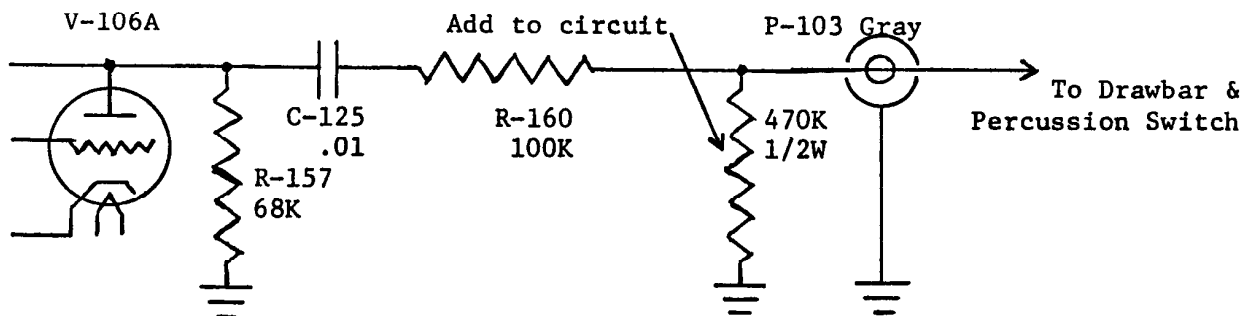 V-106A
Add to circuit
P-103 Gray
C-125
.01
R-157
68K
R-160
100K
470K
1/2W
To Drawbar &
Percussion Switch